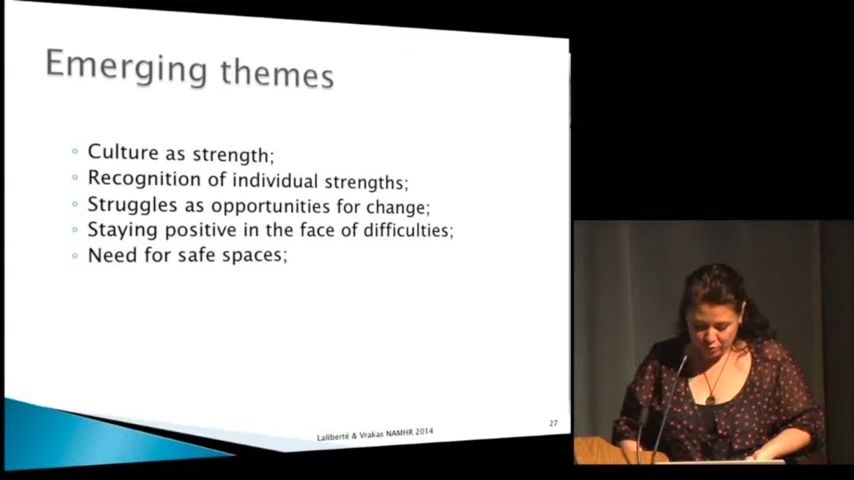 Emerging themes
Culture as strength;
Recognition of individual strengths;
Struggles as opportunities for change;
Staying positive in the face of difficulties;
Need for safe spaces;
Laliberté & Vrakas NAMHR 2014
27